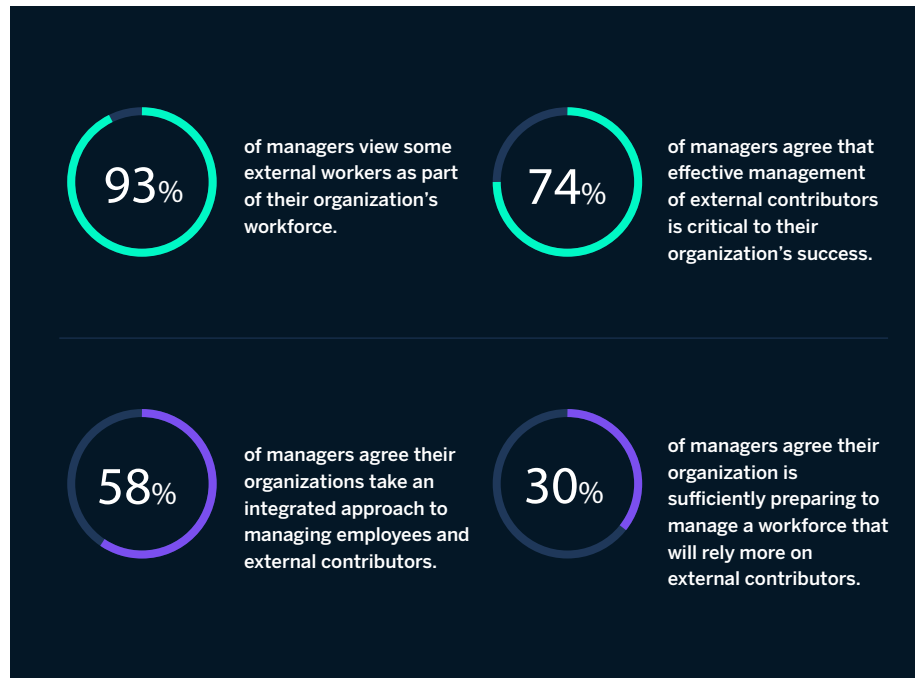 93%
of managers view some
external workers as part
of their organization’s
workforce.
74%
of managers agree that
effective management
of external contributors
is critical to their
organization’s success.
58%
of managers agree their
organizations take an
integrated approach to
managing employees and
external contributors.
30%
of managers agree their
organization is
sufficiently preparing to
manage a workforce that
will rely more on
external contributors.